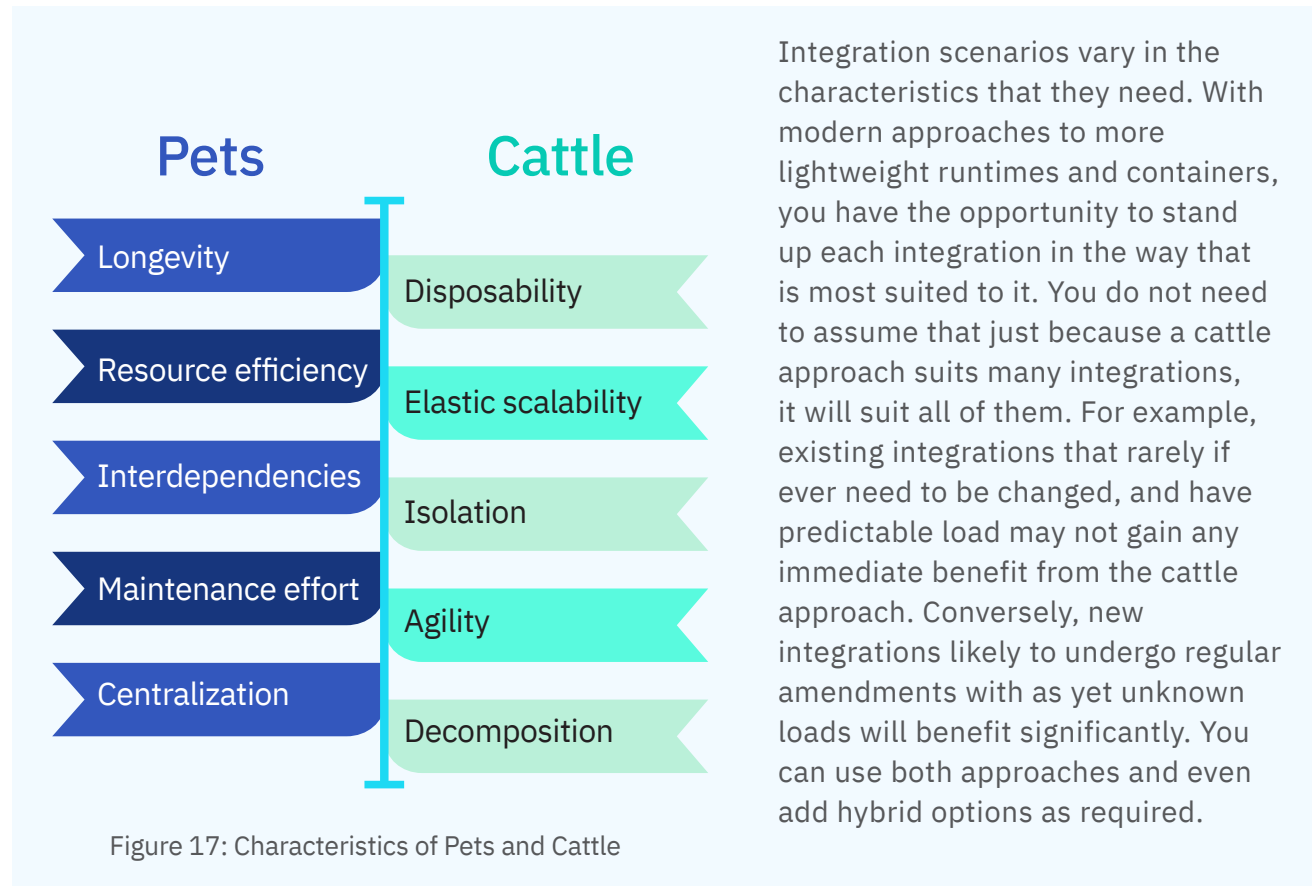 Pets
Cattle
Longevity
Disposability
Resource efficiency
Elastic scalability
Interdependencies
Isolation
Maintenance effort
Agility
Centralization
Decomposition
Figure 17: Characteristics of Pets and Cattle
Integration scenarios vary in the
characteristics that they need. With
modern approaches to more
lightweight runtimes and containers,
you have the opportunity to stand
up each integration in the way that
is most suited to it. You do not need
to assume that just because a cattle
approach suits many integrations,
it will suit all of them. For example,
existing integrations that rarely if
ever need to be changed, and have
predictable load may not gain any
immediate benefit from the cattle
approach. Conversely, new
integrations likely to undergo regular
amendments with as yet unknown
loads will benefit significantly. You
can use both approaches and even
add hybrid options as required.